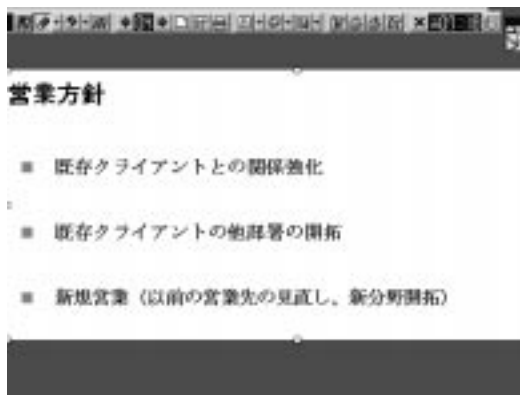 営業方針
既存クライアントとの関係強化
既存クライアントの他部署の開拓
新規営業(以前の営業先の見直し、新分野開拓)